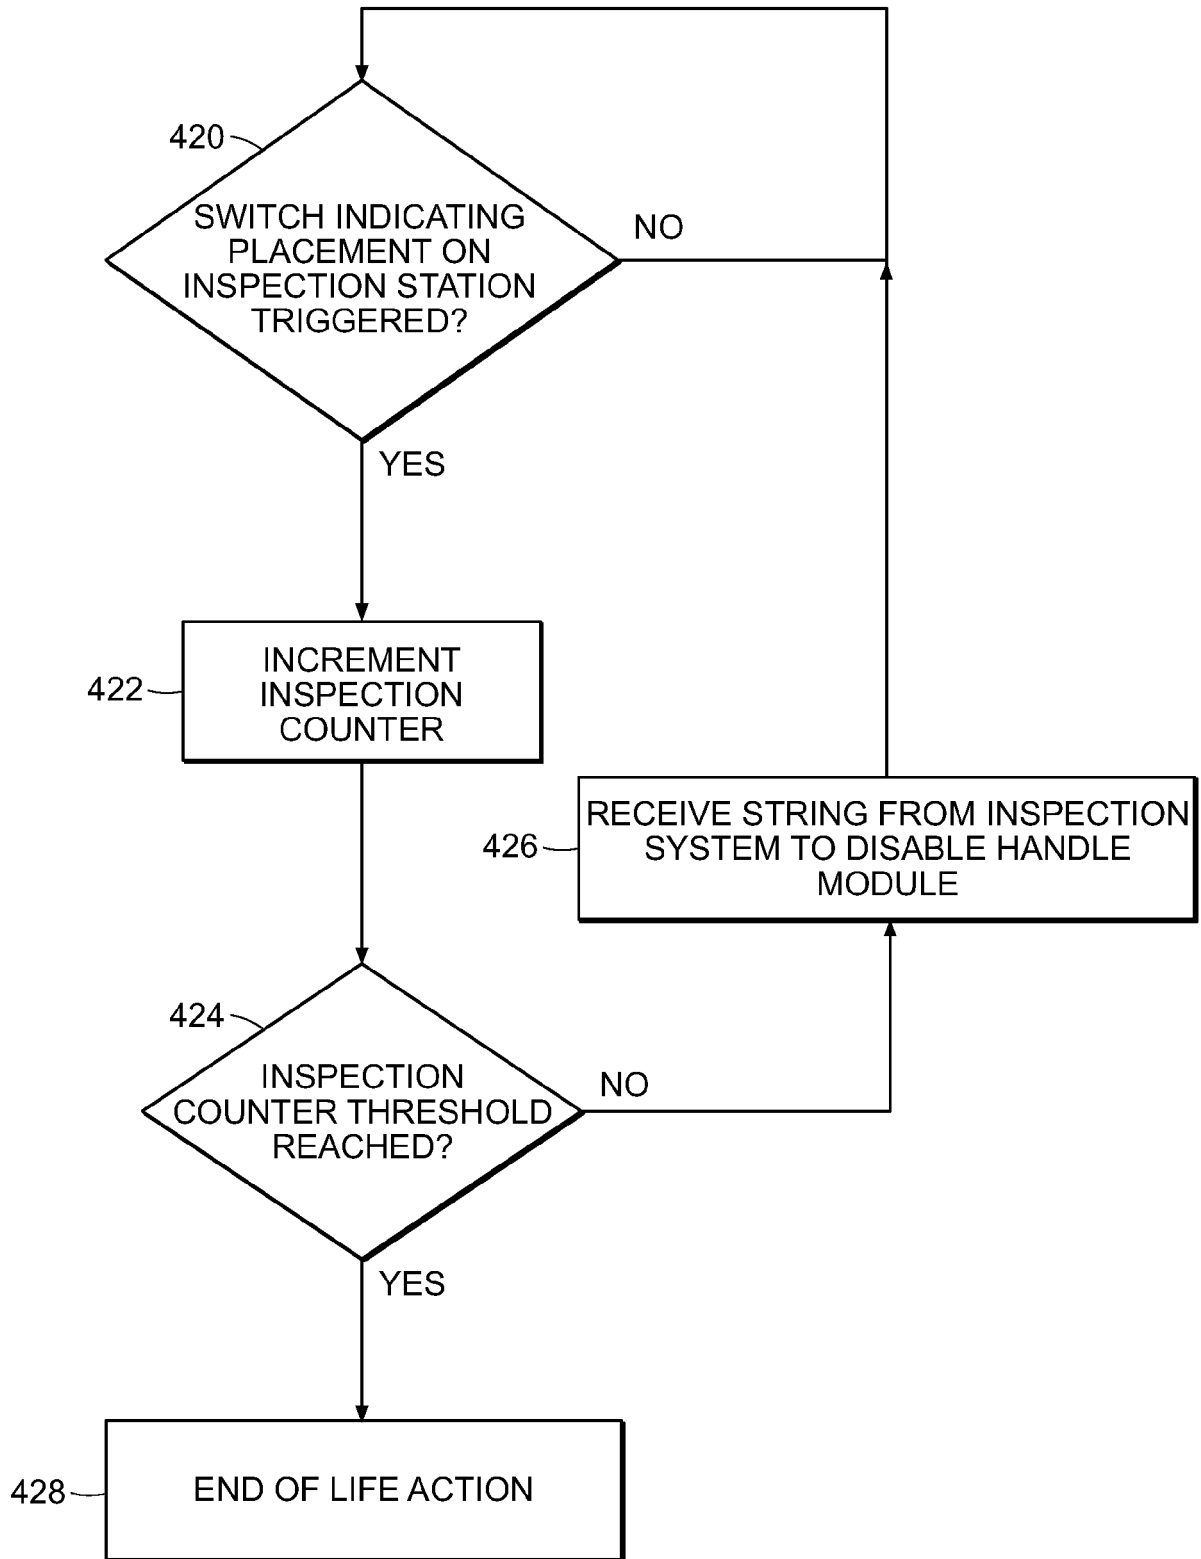 420
SWITCH INDICATING
PLACEMENT ON
INSPECTION STATION
TRIGGERED?
NO
YES
422
INCREMENT
INSPECTION
COUNTER
426
RECEIVE STRING FROM INSPECTION
SYSTEM TO DISABLE HANDLE
MODULE
424
INSPECTION
COUNTER THRESHOLD
REACHED?
NO
YES
428
END OF LIFE ACTION